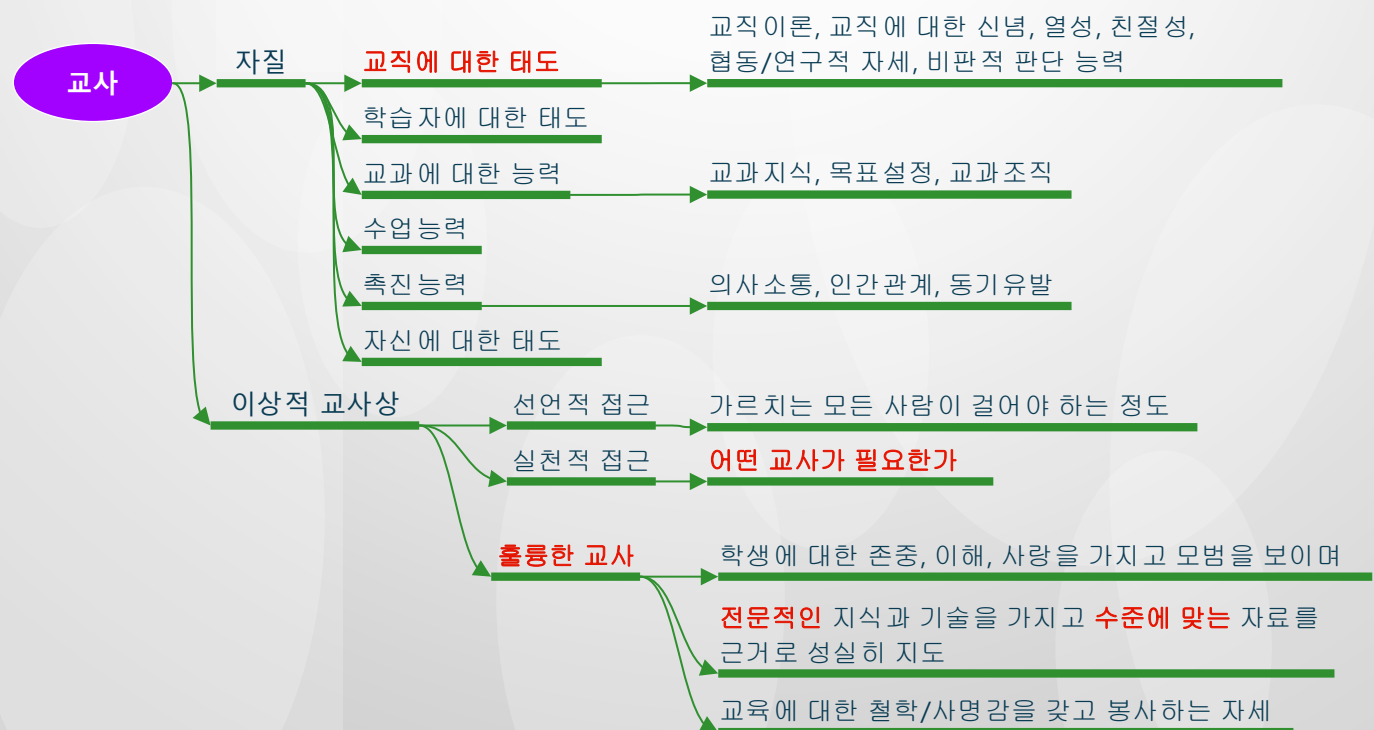 교사
자질
교직에 대한 태도
교직이론, 교직에 대한 신념, 열성, 친절성,
협동/연구적 자세, 비판적 판단 능력
학습자에 대한 태도
교과에 대한 능력
교과지식, 목표설정, 교과조직
수업능력
촉진능력
의사소통, 인간관계, 동기유발
자신에 대한 태도
이상적 교사상
선언적 접근
가르치는 모든 사람이 걸어야 하는 정도
실천적 접근
어떤 교사가 필요한가
훌륭한 교사
학생에 대한 존중, 이해, 사랑을 가지고 모범을 보이며
전문적인 지식과 기술을 가지고 수준에 맞는 자료를
근거로 성실히 지도
교육에 대한 철학/사명감을 갖고 봉사하는 자세